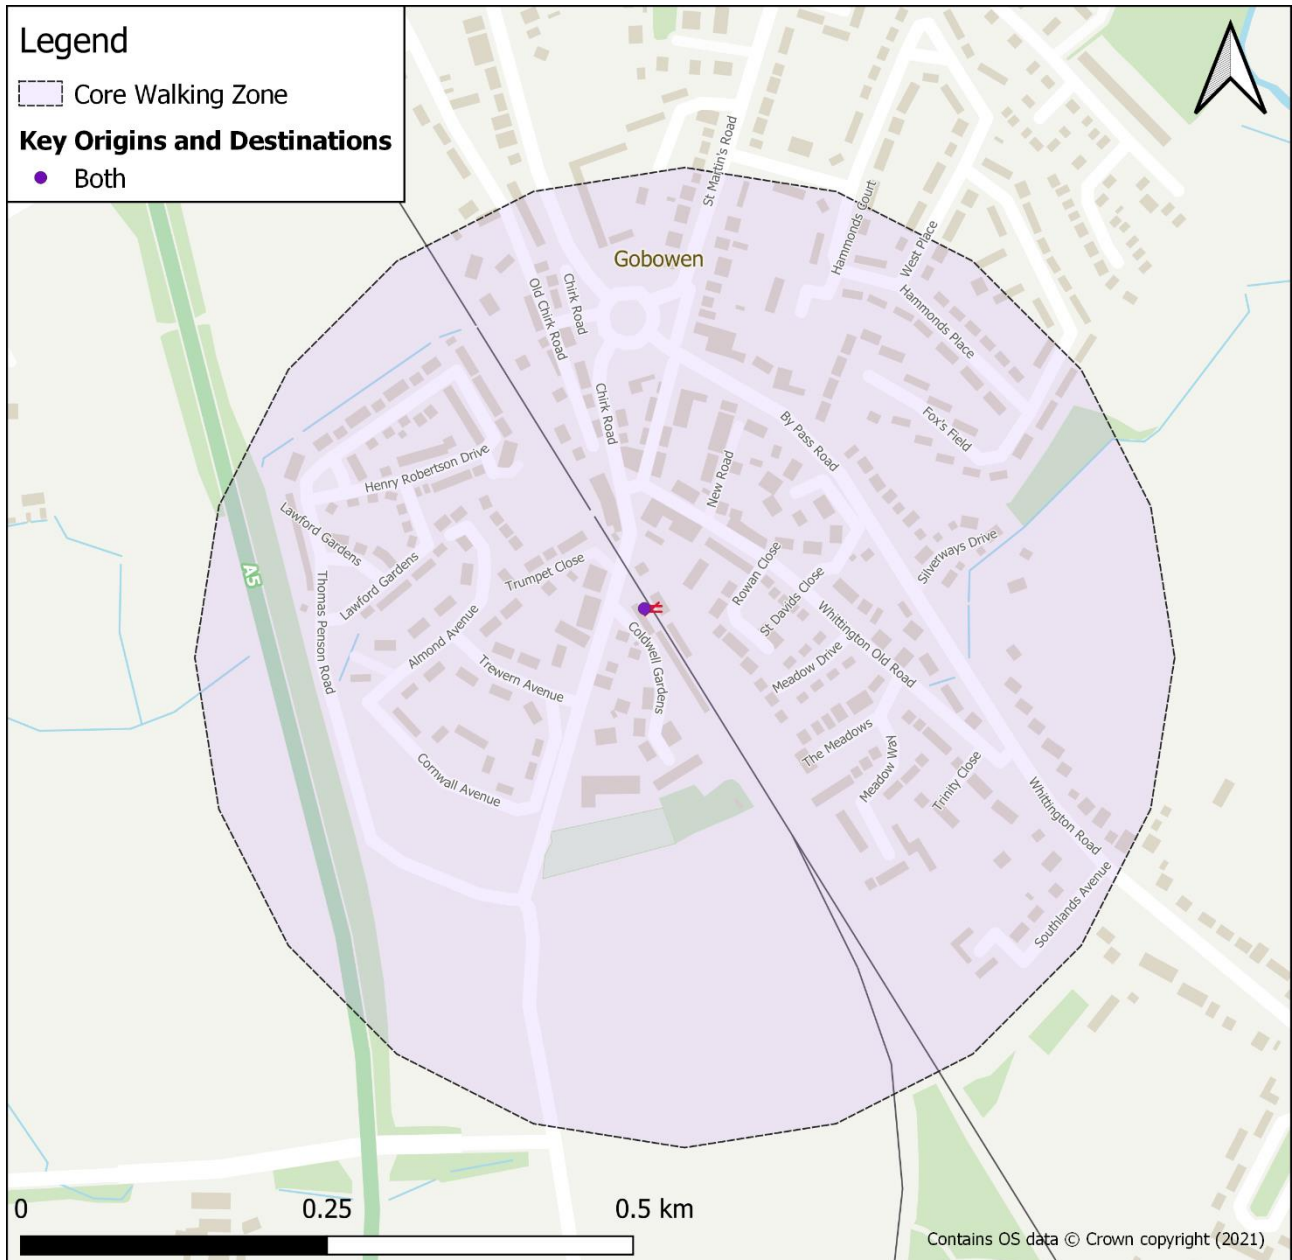 Legend
Core Walking Zone
Key Origins and Destinations
Both
St Martin's Road
Hammonds Court
West Place
Gobowen
Old Chirk Road
Chirk Road
Hammonds Place
Chirk Road
By Pass Road
Fox's Field
Henry Robertson Drive
New Road
Lawford Gardens
Lawford Gardens
A5
Thomas Penson Road
Trumpet Close
Rowan Close
St Davids Close
Silverways Drive
Almond Avenue
Coldwell Gardens
Whittington Old Road
Trewern Avenue
Meadow Drive
The Meadows
Meadow Way
Trinity Close
Cornwall Avenue
Whittington Road
Southlands Avenue
0 0.25 0.5 km
Contains OS data © Crown copyright (2021)